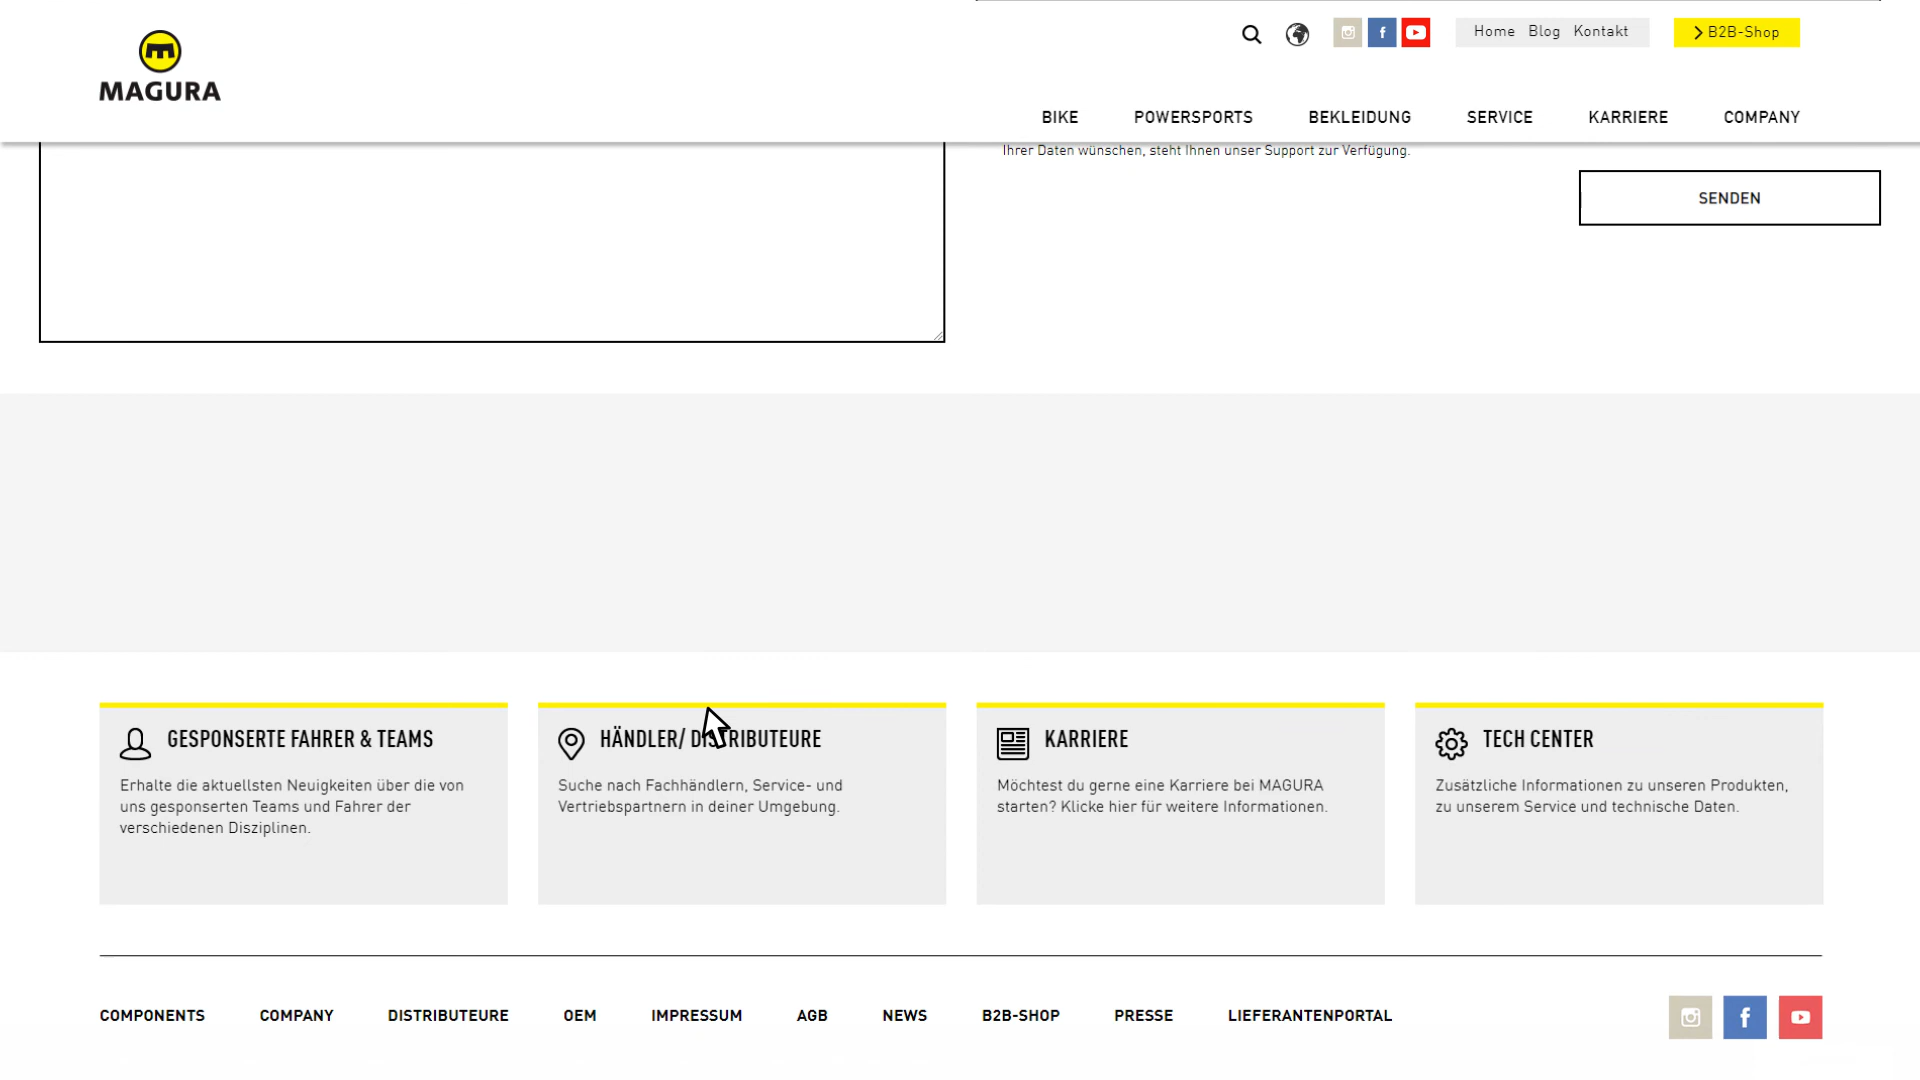 MAGURA
Home Blog Kontakt
B2B-Shop
BIKE POWERSPORTS BEKLEIDUNG SERVICE KARRIERE COMPANY
Ihrer Daten wünschen, steht Ihnen unser Support zur Verfügung.
SENDEN
GESPONSERTE FAHRER & TEAMS
Erhalte die aktuellsten Neuigkeiten über die von
uns gesponserten Teams und Fahrer der
verschiedenen Disziplinen.
HÄNDLER/ DISTRIBUTEURE
Suche nach Fachhändlern, Service- und
Vertriebspartnern in deiner Umgebung.
KARRIERE
Möchtest du gerne eine Karriere bei MAGURA
starten? Klicke hier für weitere Informationen.
TECH CENTER
Zusätzliche Informationen zu unseren Produkten,
zu unserem Service und technische Daten.
COMPONENTS COMPANY DISTRIBUTEURE OEM IMPRESSUM AGB NEWS B2B-SHOP PRESSE LIEFERANTENPORTAL